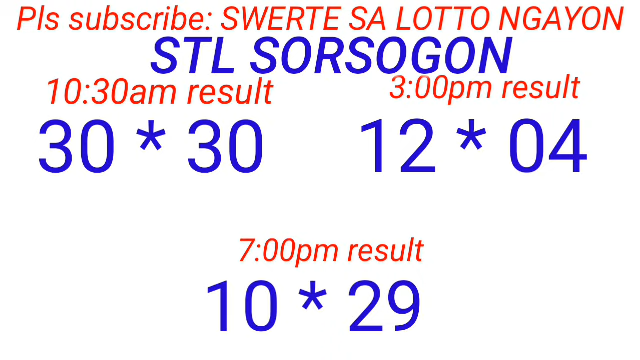 Pls subscribe: SWERTE SA LOTTO NGAYON
STL SORSOGON
10:30am result
30 * 30
3:00pm result
12 * 04
7:00pm result
10 * 29